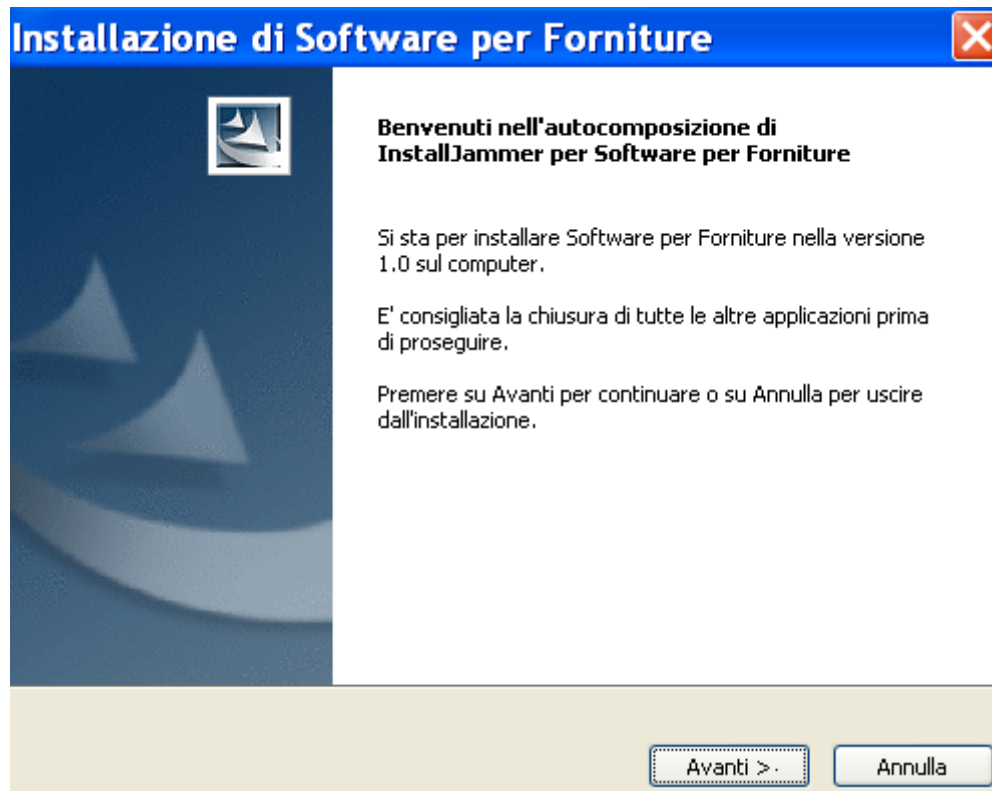 Installazione di Software per Forniture
Benvenuti nell'autocomposizione di
InstallJammer per Software per Forniture
Si sta per installare Software per Forniture nella versione
1.0 sul computer.
E' consigliata la chiusura di tutte le altre applicazioni prima
di proseguire.
Premere su Avanti per continuare o su Annulla per uscire
dall'installazione.
Avanti >
Annulla